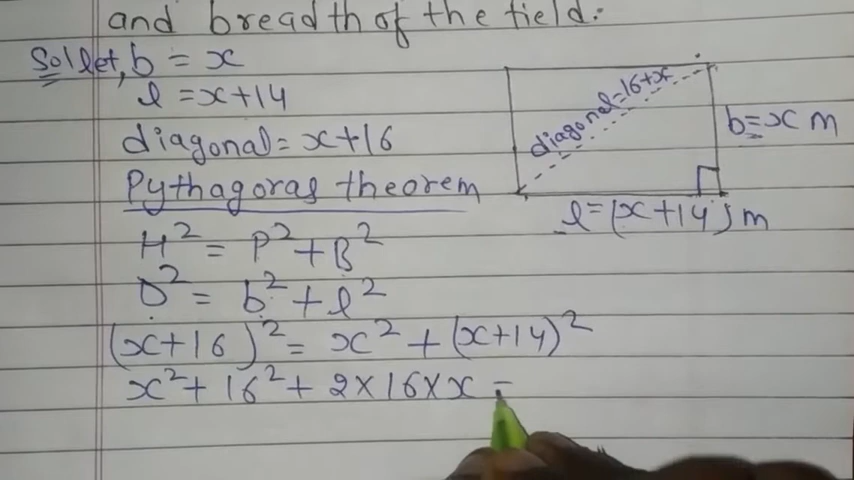 and breadth of the field.
Sol let, b = x
l = x+14
diagonal = x+16
Pythagoras theorem
H² = P² + B²
D² = b² + l²
(x+16)² = x² + (x+14)²
x² + 16² + 2×16×x =
diagonal=16+x
b = x m
l = (x+14) m